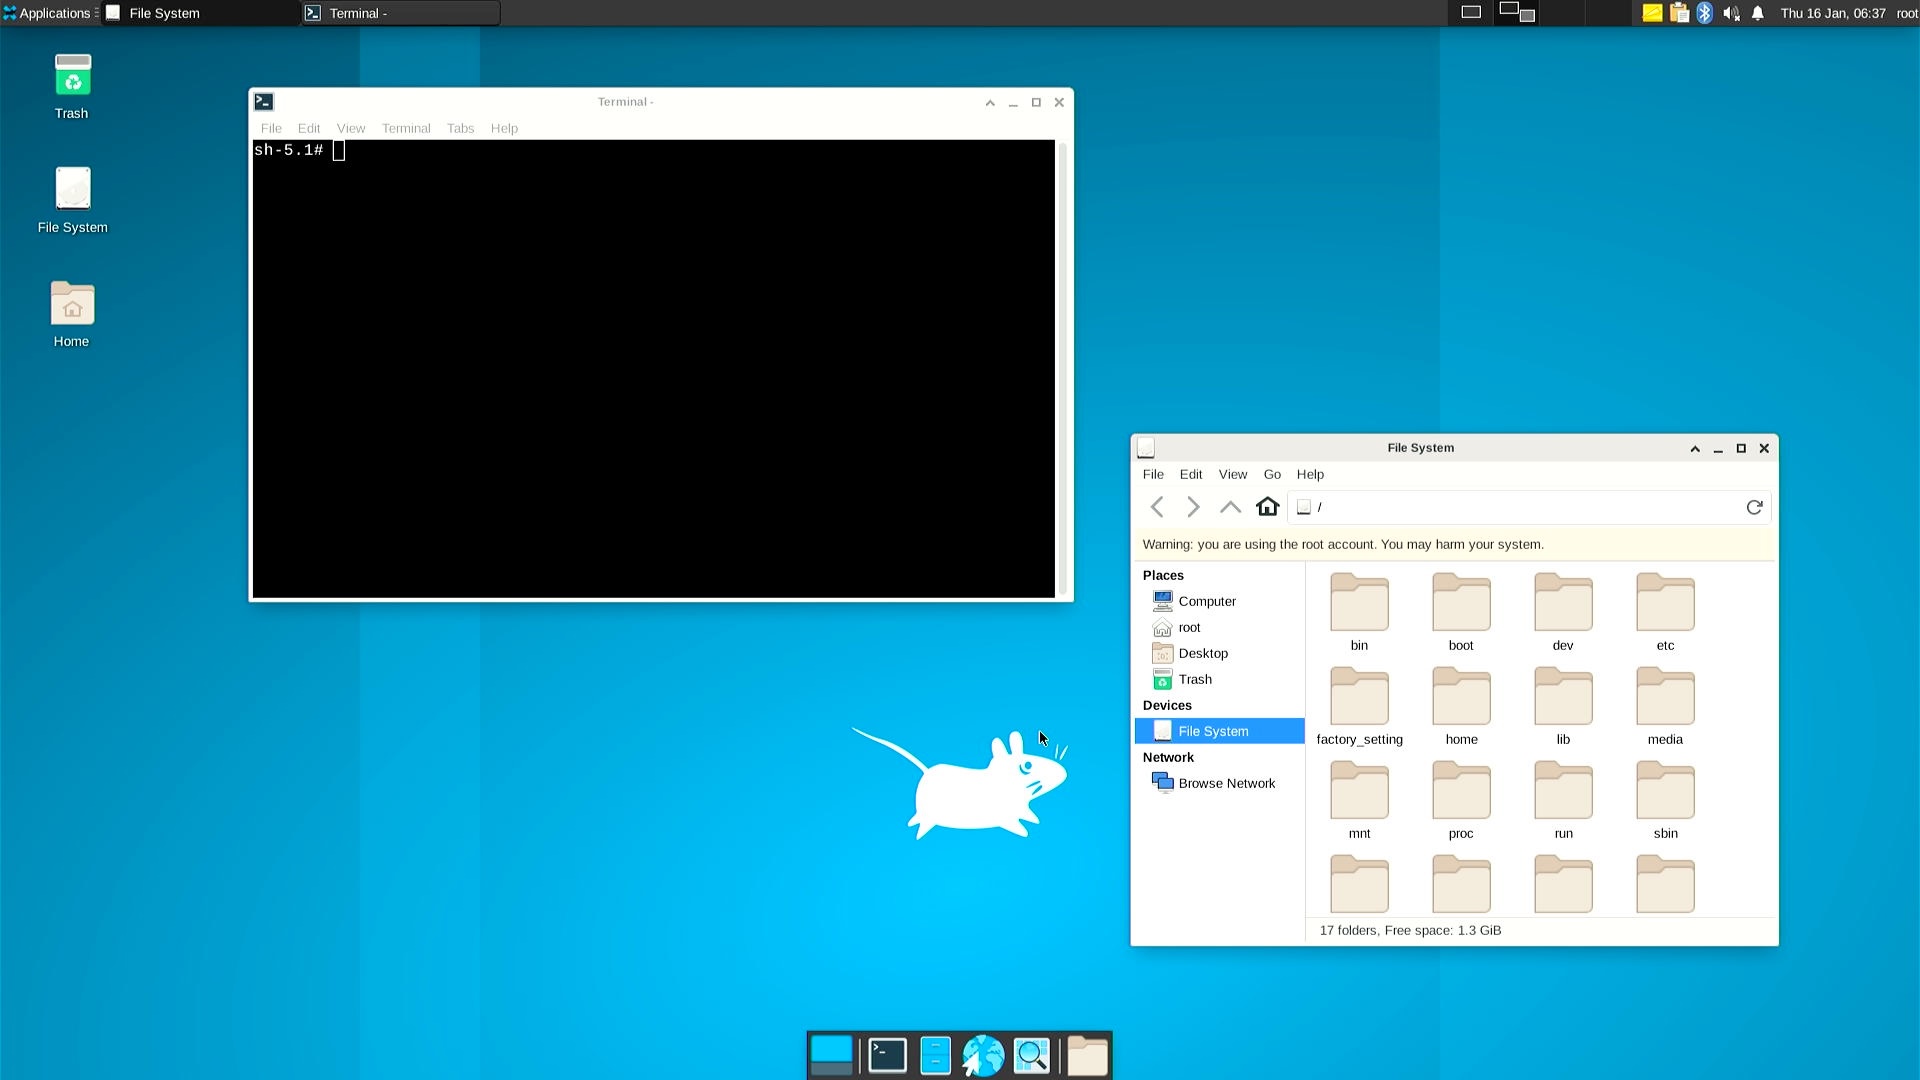 Applications
File System
Terminal -
Thu 16 Jan, 06:37
root
Trash
File System
Home
Terminal -
File Edit View Terminal Tabs Help
sh-5.1#
File System
File Edit View Go Help
/
Warning: you are using the root account. You may harm your system.
Places
Computer
root
Desktop
Trash
Devices
File System
Network
Browse Network
bin boot dev etc
factory_setting home lib media
mnt proc run sbin
17 folders, Free space: 1.3 GiB